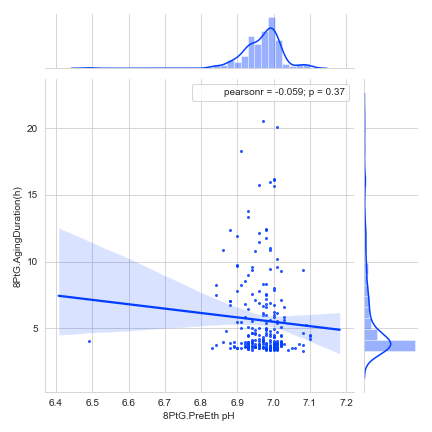 pearsonr = -0.059; p = 0.37
20
15
10
5
8PtG.AgingDuration(h)
6.4 6.5 6.6 6.7 6.8 6.9 7.0 7.1 7.2
8PtG.PreEth pH